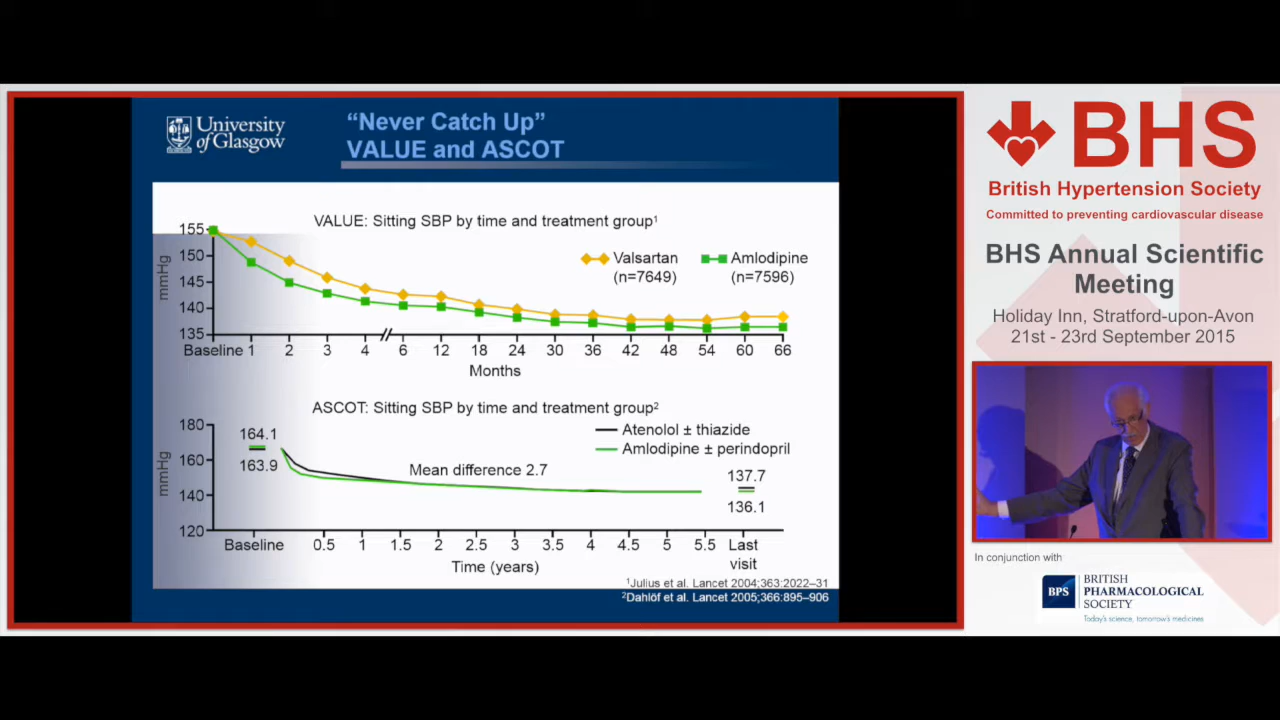 University
of Glasgow
“Never Catch Up”
VALUE and ASCOT
VALUE: Sitting SBP by time and treatment group1
155
150
145
140
135
mmHg
Valsartan
(n=7649)
Amlodipine
(n=7596)
Baseline 1 2 3 4 6 12 18 24 30 36 42 48 54 60 66
Months
ASCOT: Sitting SBP by time and treatment group2
180
160
140
120
mmHg
164.1
163.9
Atenolol ± thiazide
Amlodipine ± perindopril
Mean difference 2.7
137.7
136.1
Baseline 0.5 1 1.5 2 2.5 3 3.5 4 4.5 5 5.5 Last
visit
Time (years)
1Julius et al. Lancet 2004;363:2022–31
2Dahlöf et al. Lancet 2005;366:895–906
BHS
British Hypertension Society
Committed to preventing cardiovascular disease
BHS Annual Scientific
Meeting
Holiday Inn, Stratford-upon-Avon
21st - 23rd September 2015
In conjunction with
BPS
BRITISH
PHARMACOLOGICAL
SOCIETY
Today's science, tomorrow's medicines